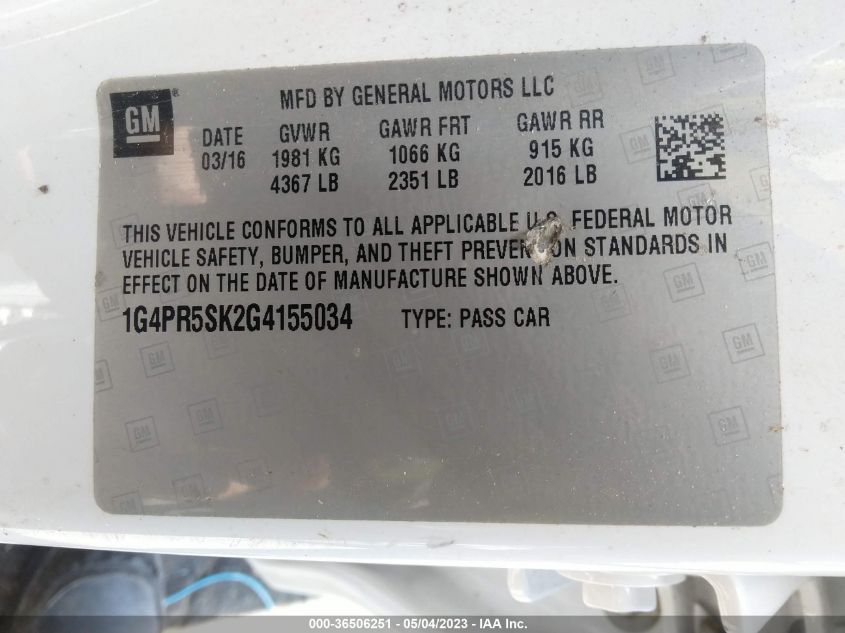 GM
®
MFD BY GENERAL MOTORS LLC
DATE GVWR GAWR FRT GAWR RR
03/16 1981 KG 1066 KG 915 KG
4367 LB 2351 LB 2016 LB
THIS VEHICLE CONFORMS TO ALL APPLICABLE U.S. FEDERAL MOTOR
VEHICLE SAFETY, BUMPER, AND THEFT PREVENTION STANDARDS IN
EFFECT ON THE DATE OF MANUFACTURE SHOWN ABOVE.
1G4PR5SK2G4155034 TYPE: PASS CAR
000-36506251 - 05/04/2023 - © IAA Inc.